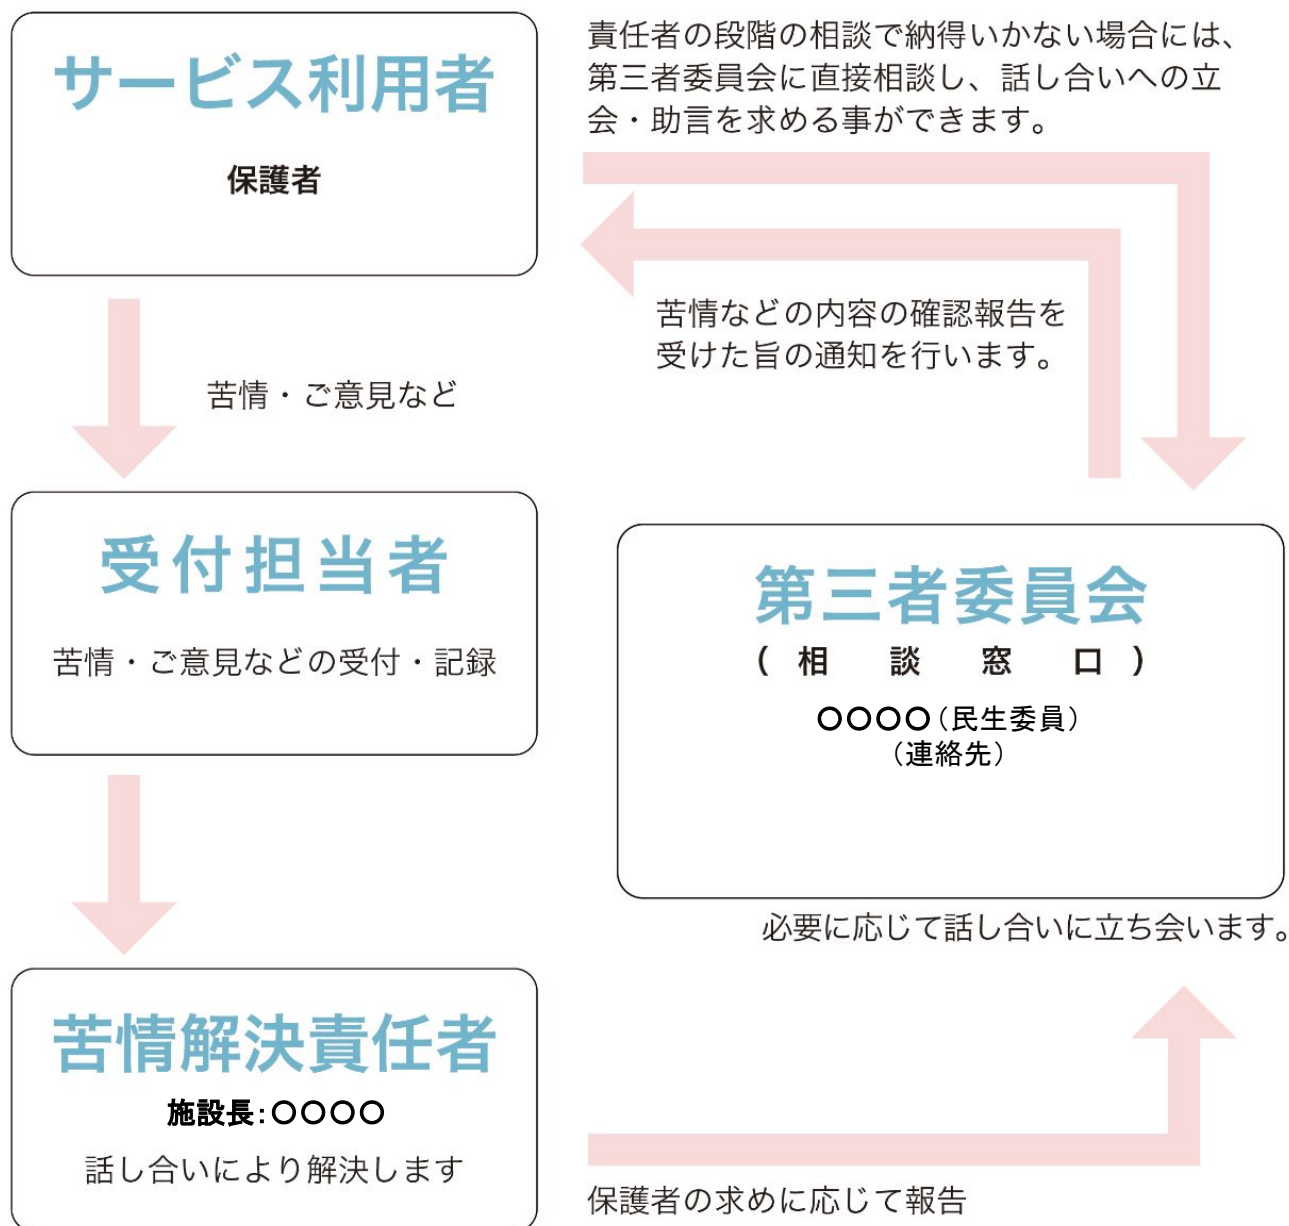 サービス利用者
保護者
責任者の段階の相談で納得いかない場合には、
第三者委員会に直接相談し、話し合いへの立
会・助言を求める事ができます。
苦情などの内容の確認報告を
受けた旨の通知を行います。
苦情・ご意見など
受付担当者
苦情・ご意見などの受付・記録
第三者委員会
(相談窓口)
〇〇〇〇(民生委員)
(連絡先)
必要に応じて話し合いに立ち会います。
苦情解決責任者
施設長:〇〇〇〇
話し合いにより解決します
保護者の求めに応じて報告